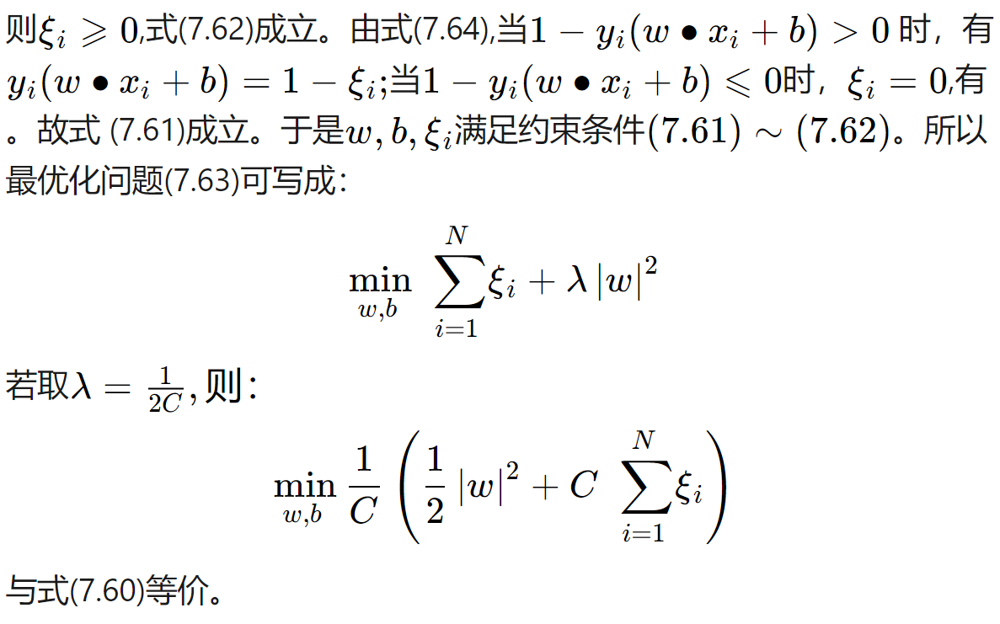 则$\xi_i \geqslant 0$,式(7.62)成立。由式(7.64),当$1 - y_i(w \bullet x_i + b) > 0$ 时，有
$y_i(w \bullet x_i + b) = 1 - \xi_i$;当$1 - y_i(w \bullet x_i + b) \leqslant 0$时，$\xi_i = 0$,有
。故式 (7.61)成立。于是$w, b, \xi_i$满足约束条件$(7.61) \sim (7.62)$。所以
最优化问题(7.63)可写成：
$\min_{w,b} \sum_{i=1}^{N} \xi_i + \lambda |w|^2$
若取$\lambda = \frac{1}{2C}$,则：
$\min_{w,b} \frac{1}{C} \left( \frac{1}{2} |w|^2 + C \sum_{i=1}^{N} \xi_i \right)$
与式(7.60)等价。